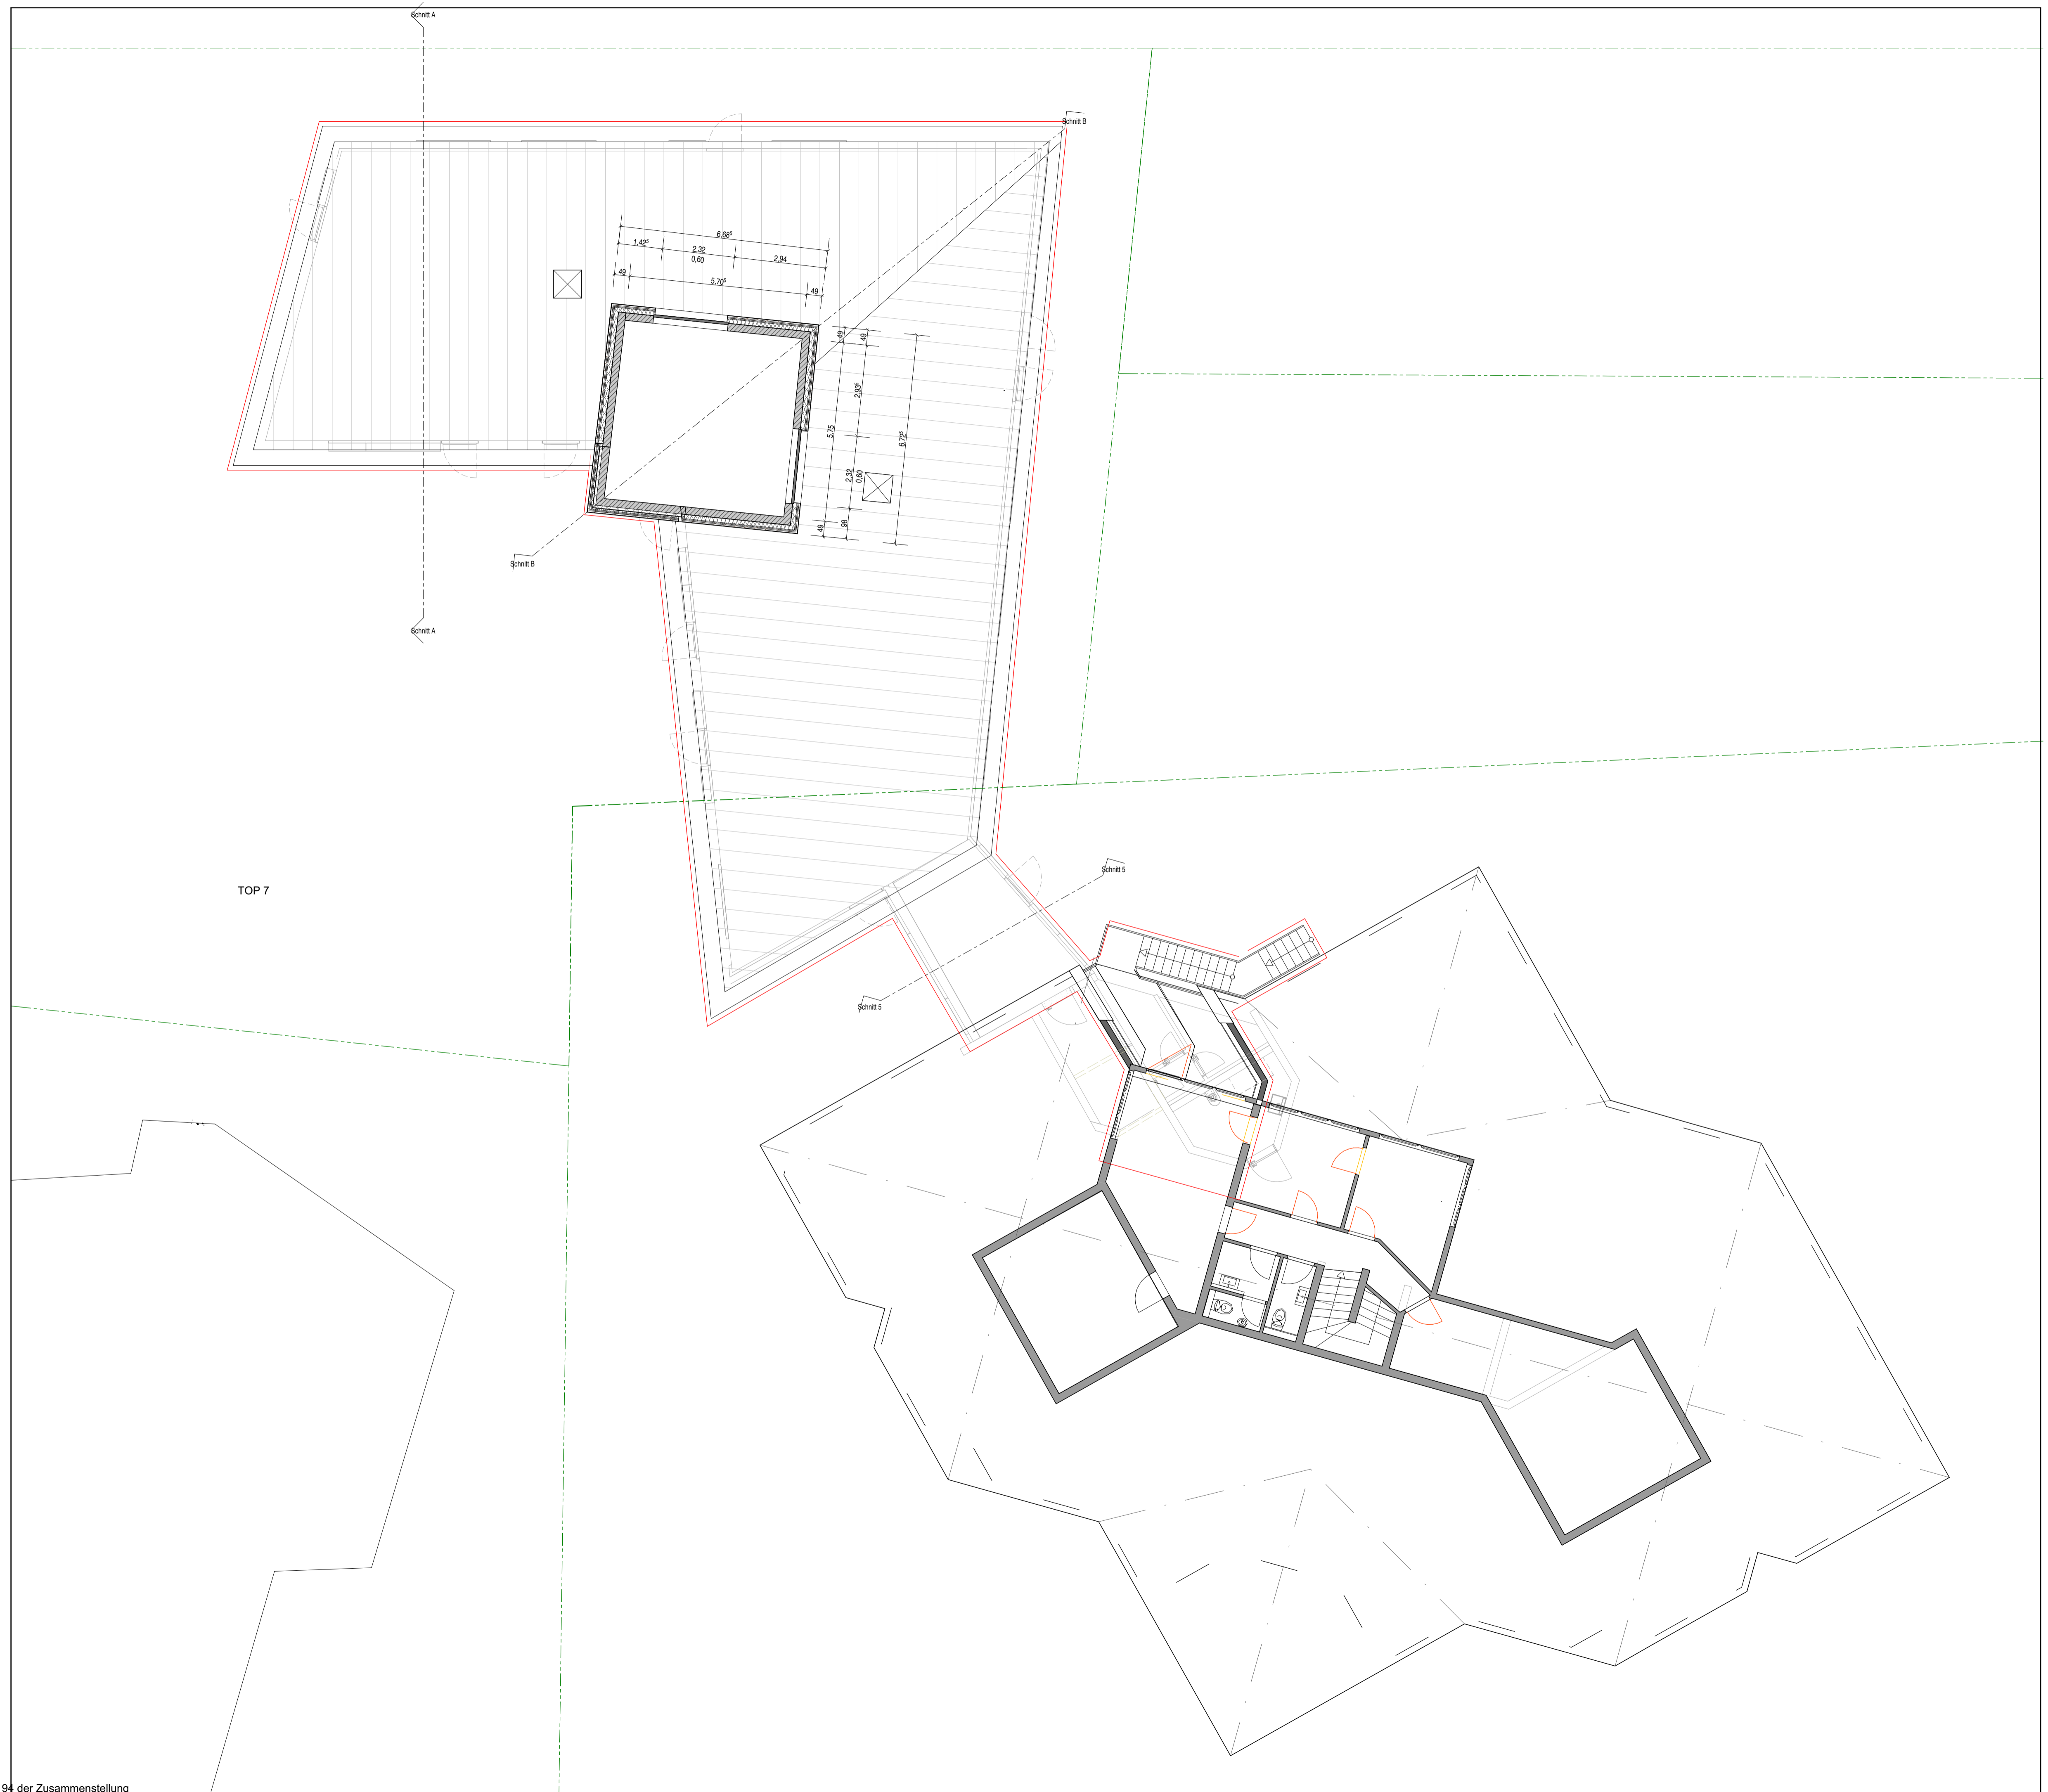 Schnitt A
Schnitt B
6,68⁵
1,42⁵
2,32
0,60
2,94
49
5,70⁵
49
49
49
2,93⁵
5,75
6,72⁵
2,32
0,60
49
98
Schnitt B
Schnitt A
TOP 7
Schnitt 5
Schnitt 5
94 der Zusammenstellung